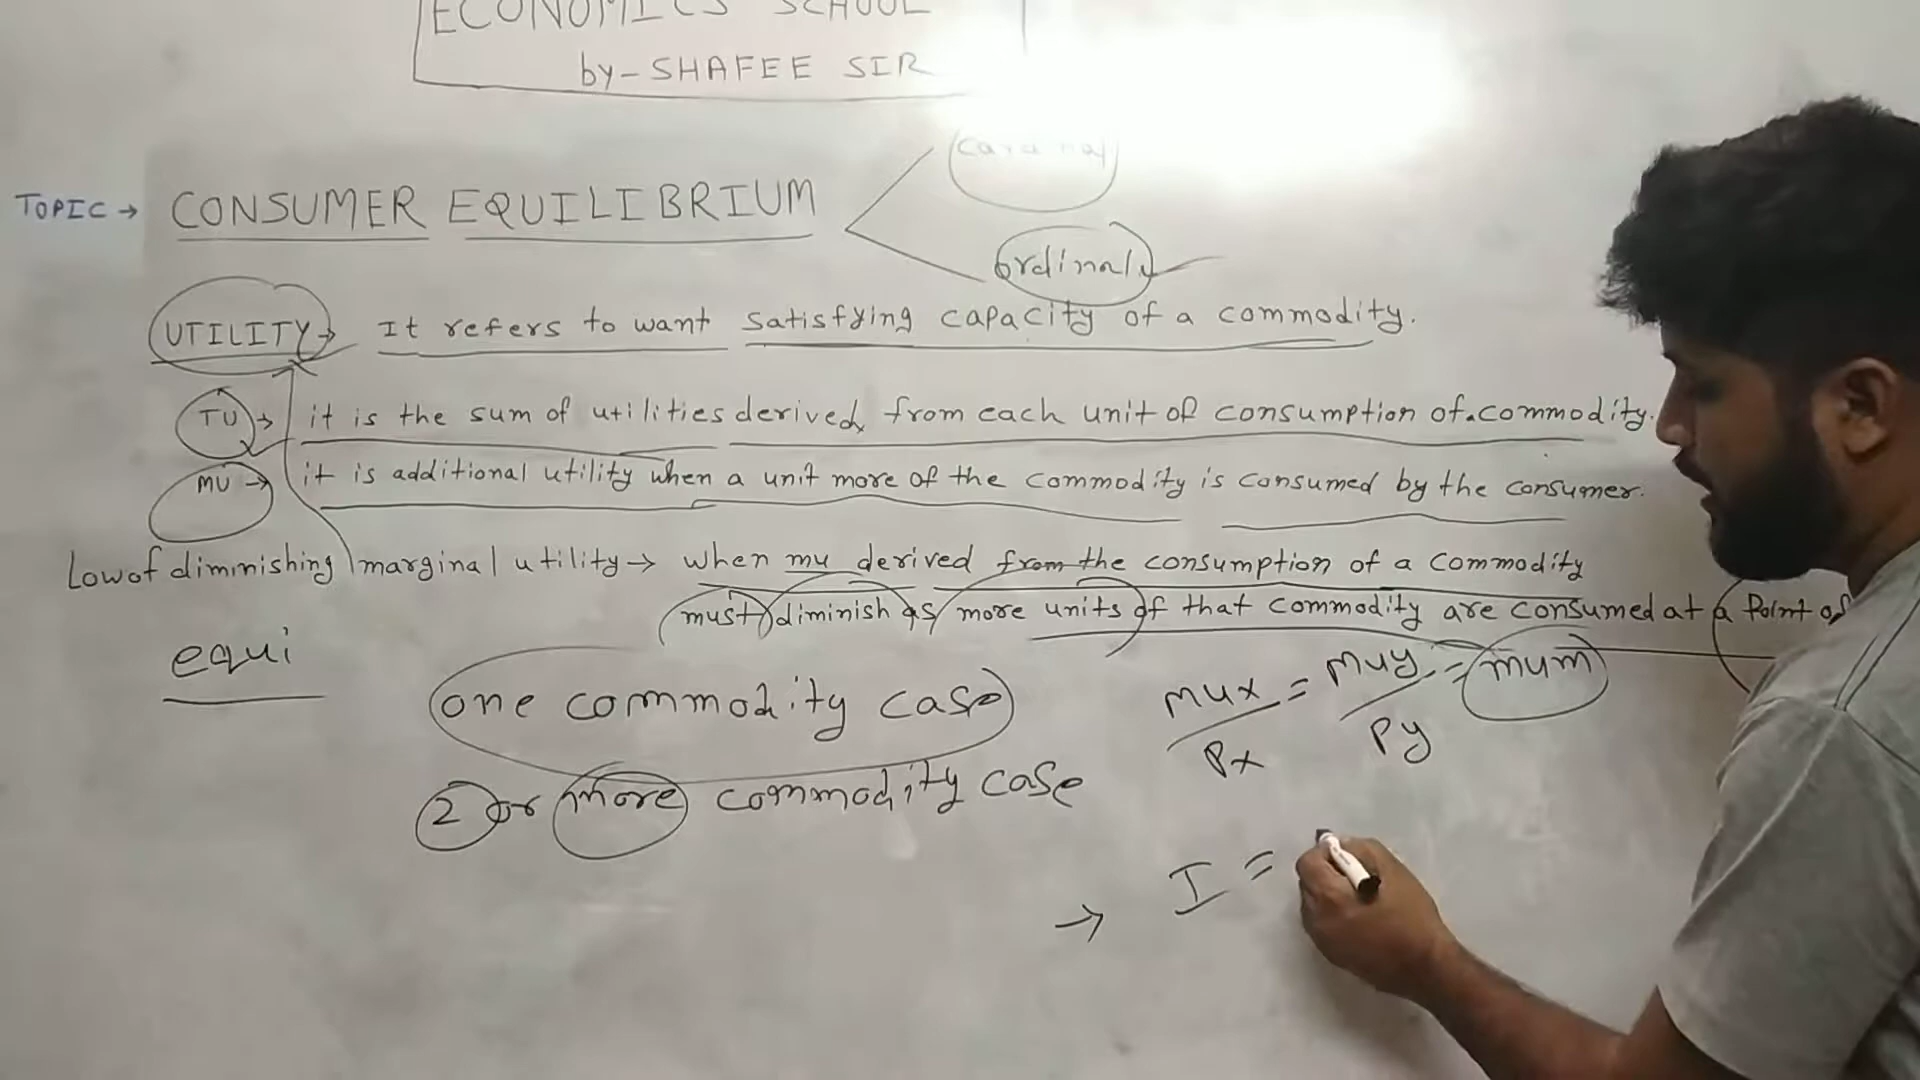 ECONOMICS SCHOOL
by-SHAFEE SIR
TOPIC → CONSUMER EQUILIBRIUM
ordinaly
UTILITY → It refers to want satisfying capacity of a commodity.
TU → it is the sum of utilities derived from each unit of consumption of commodity.
MU → it is additional utility when a unit more of the commodity is consumed by the consumer.
Low of diminishing marginal utility → when mu derived from the consumption of a commodity
must diminish as more units of that commodity are consumed at a Point of
equi
one commodity case
mux/Px = muy/Py = mum
2 or more commodity case
→ I =